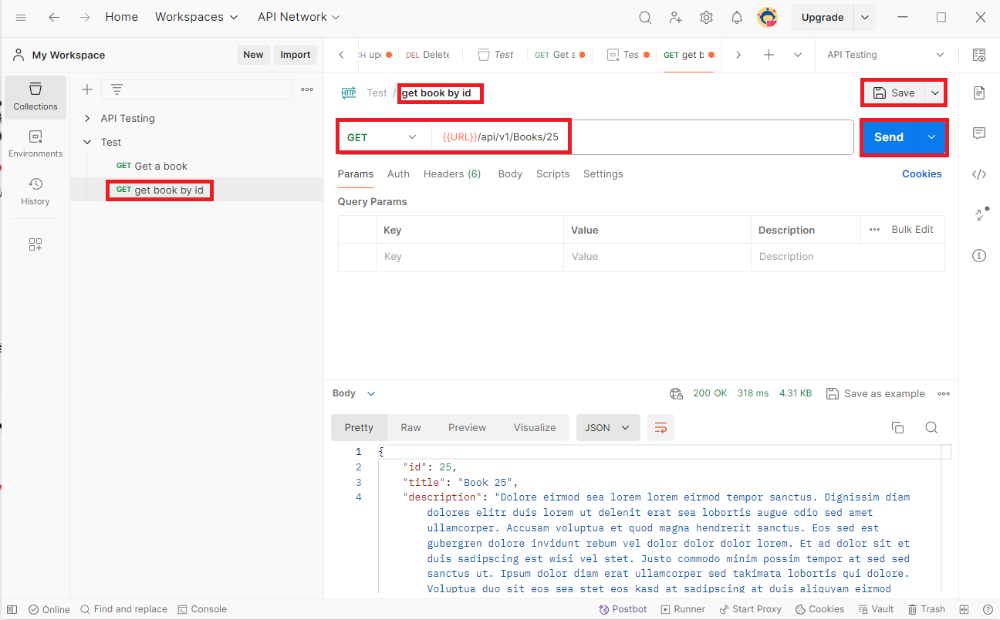 Home Workspaces API Network Upgrade
My Workspace New Import
DEL Delete Test GET Get a Tes GET get b API Testing
Collections
Environments
History
API Testing
Test
GET Get a book
GET get book by id
HTTP Test / get book by id Save
GET {{URL}}/api/v1/Books/25 Send
Params Auth Headers (6) Body Scripts Settings Cookies
Query Params
Key Value Description Bulk Edit
Key Value Description
Body 200 OK 318 ms 4.31 KB Save as example
Pretty Raw Preview Visualize JSON
1 {
2 "id": 25,
3 "title": "Book 25",
4 "description": "Dolore eirmod sea lorem lorem eirmod tempor sanctus. Dignissim diam
dolores elitr duis lorem ut delenit erat sea lobortis augue odio sed amet
ullamcorper. Accusam voluptua et quod magna hendrerit sanctus. Eos sed est
gubergren dolore invidunt rebum vel dolor dolor dolor lorem. Et ad dolor sit et
duis sadipscing est wisi vel stet. Justo commodo minim possim tempor at sed sed
sanctus ut. Ipsum dolor diam erat ullamcorper sed takimata lobortis qui dolore.
Voluptua duo sit eos sea stet eos kasd at sadipscing at duis aliquyam eirmod
Online Find and replace Console Postbot Runner Start Proxy Cookies Vault Trash